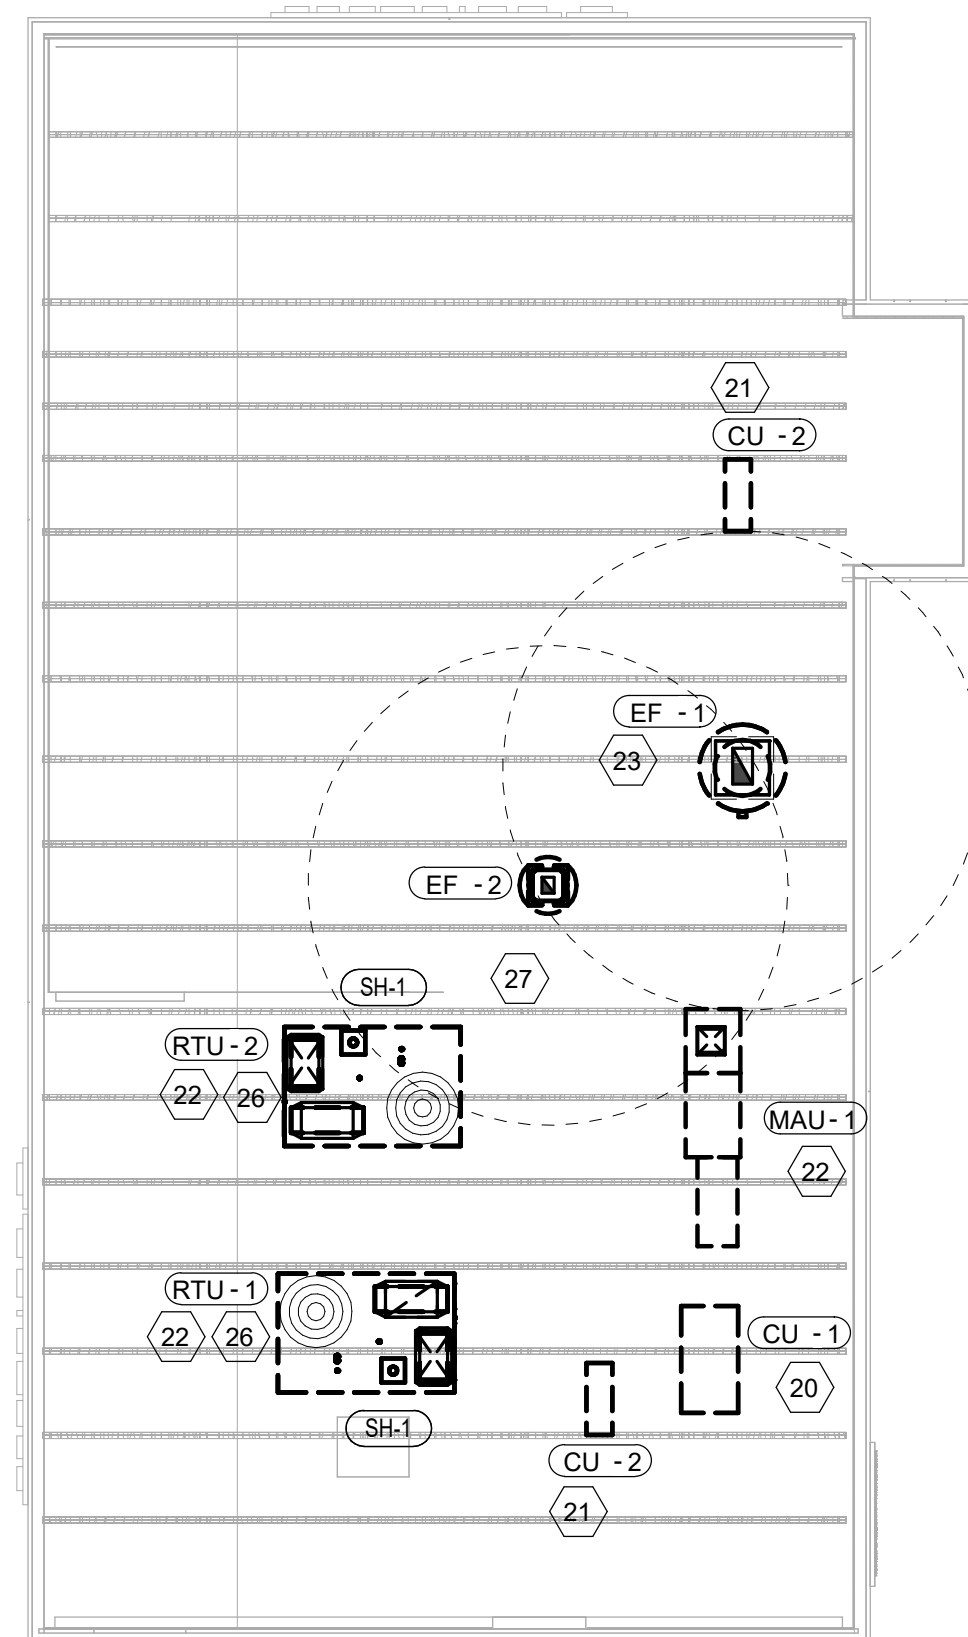 21
CU - 2
EF - 1
23
EF - 2
27
SH-1
RTU - 2
22
26
MAU - 1
22
RTU - 1
22
26
CU - 1
20
SH-1
CU - 2
21